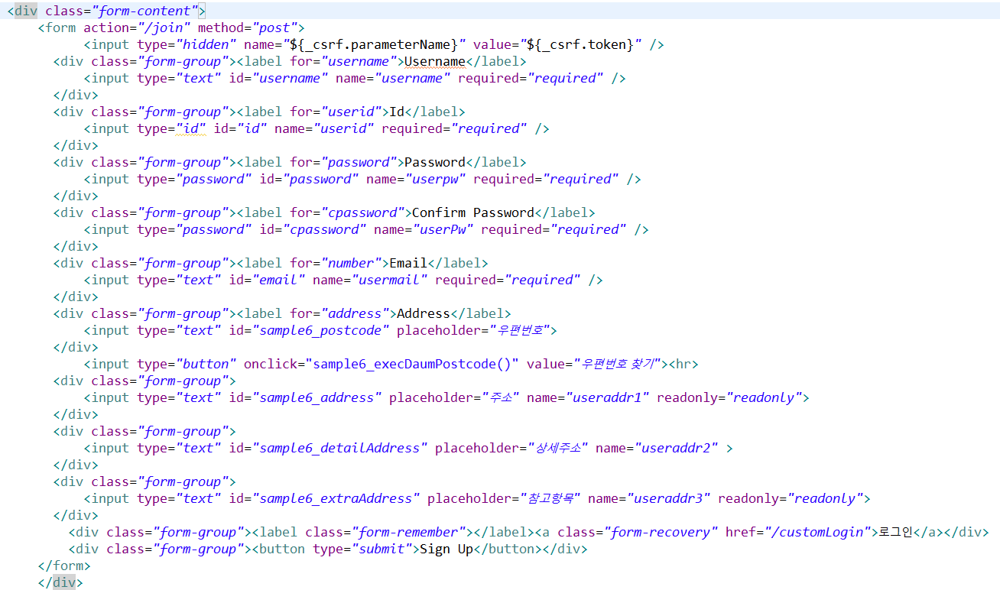 <div class="form-content">
<form action="/join" method="post">
<input type="hidden" name="${_csrf.parameterName}" value="${_csrf.token}" />
<div class="form-group"><label for="username">Username</label>
<input type="text" id="username" name="username" required="required" />
</div>
<div class="form-group"><label for="userid">Id</label>
<input type="id" id="id" name="userid" required="required" />
</div>
<div class="form-group"><label for="password">Password</label>
<input type="password" id="password" name="userpw" required="required" />
</div>
<div class="form-group"><label for="cpassword">Confirm Password</label>
<input type="password" id="cpassword" name="userPw" required="required" />
</div>
<div class="form-group"><label for="number">Email</label>
<input type="text" id="email" name="usermail" required="required" />
</div>
<div class="form-group"><label for="address">Address</label>
<input type="text" id="sample6_postcode" placeholder="우편번호">
</div>
<input type="button" onclick="sample6_execDaumPostcode()" value="우편번호 찾기"><hr>
<div class="form-group">
<input type="text" id="sample6_address" placeholder="주소" name="useraddr1" readonly="readonly">
</div>
<div class="form-group">
<input type="text" id="sample6_detailAddress" placeholder="상세주소" name="useraddr2" >
</div>
<div class="form-group">
<input type="text" id="sample6_extraAddress" placeholder="참고항목" name="useraddr3" readonly="readonly">
</div>
<div class="form-group"><label class="form-remember"></label><a class="form-recovery" href="/customLogin">로그인</a></div>
<div class="form-group"><button type="submit">Sign Up</button></div>
</form>
</div>